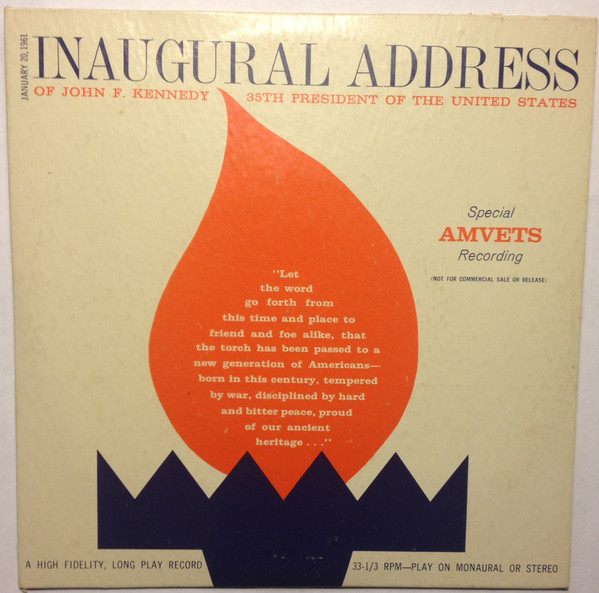 JANUARY 20, 1961
INAUGURAL ADDRESS
OF JOHN F. KENNEDY 35TH PRESIDENT OF THE UNITED STATES
Special
AMVETS
Recording
(NOT FOR COMMERCIAL SALE OR RELEASE)
"Let
the word
go forth from
this time and place to
friend and foe alike, that
the torch has been passed to a
new generation of Americans—
born in this century, tempered
by war, disciplined by hard
and bitter peace, proud
of our ancient
heritage . . ."
A HIGH FIDELITY, LONG PLAY RECORD
33-1/3 RPM—PLAY ON MONAURAL OR STEREO